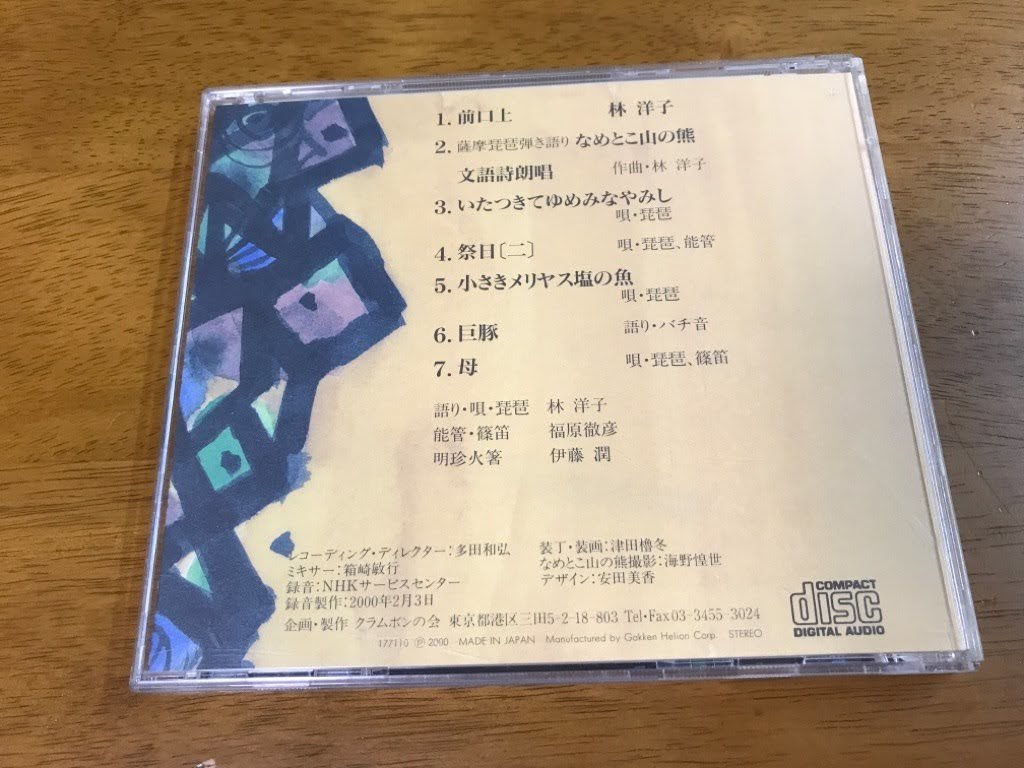 1. 前口上 林 洋子
2. 薩摩琵琶弾き語り なめとこ山の熊
文語詩朗唱 作曲・林 洋子
3. いたつきてゆめみなやみし
唄・琵琶
4. 祭日〔二〕 唄・琵琶、能管
5. 小さきメリヤス塩の魚
唄・琵琶
6. 巨豚 語り・バチ音
7. 母 唄・琵琶、篠笛
語り・唄・琵琶 林 洋子
能管・篠笛 福原徹彦
明珍火箸 伊藤 潤
レコーディング・ディレクター:多田和弘
ミキサー:箱崎敏行
録音:NHKサービスセンター
録音製作:2000年2月3日
装丁・装画:津田櫓冬
なめとこ山の熊撮影:海野惶世
デザイン:安田美香
企画・製作 クラムボンの会 東京都港区三田5-2-18-803 Tel・Fax03-3455-3024
177110 Ⓟ 2000 MADE IN JAPAN Manufactured by Gakken Helion Corp. STEREO
COMPACT
disc
DIGITAL AUDIO